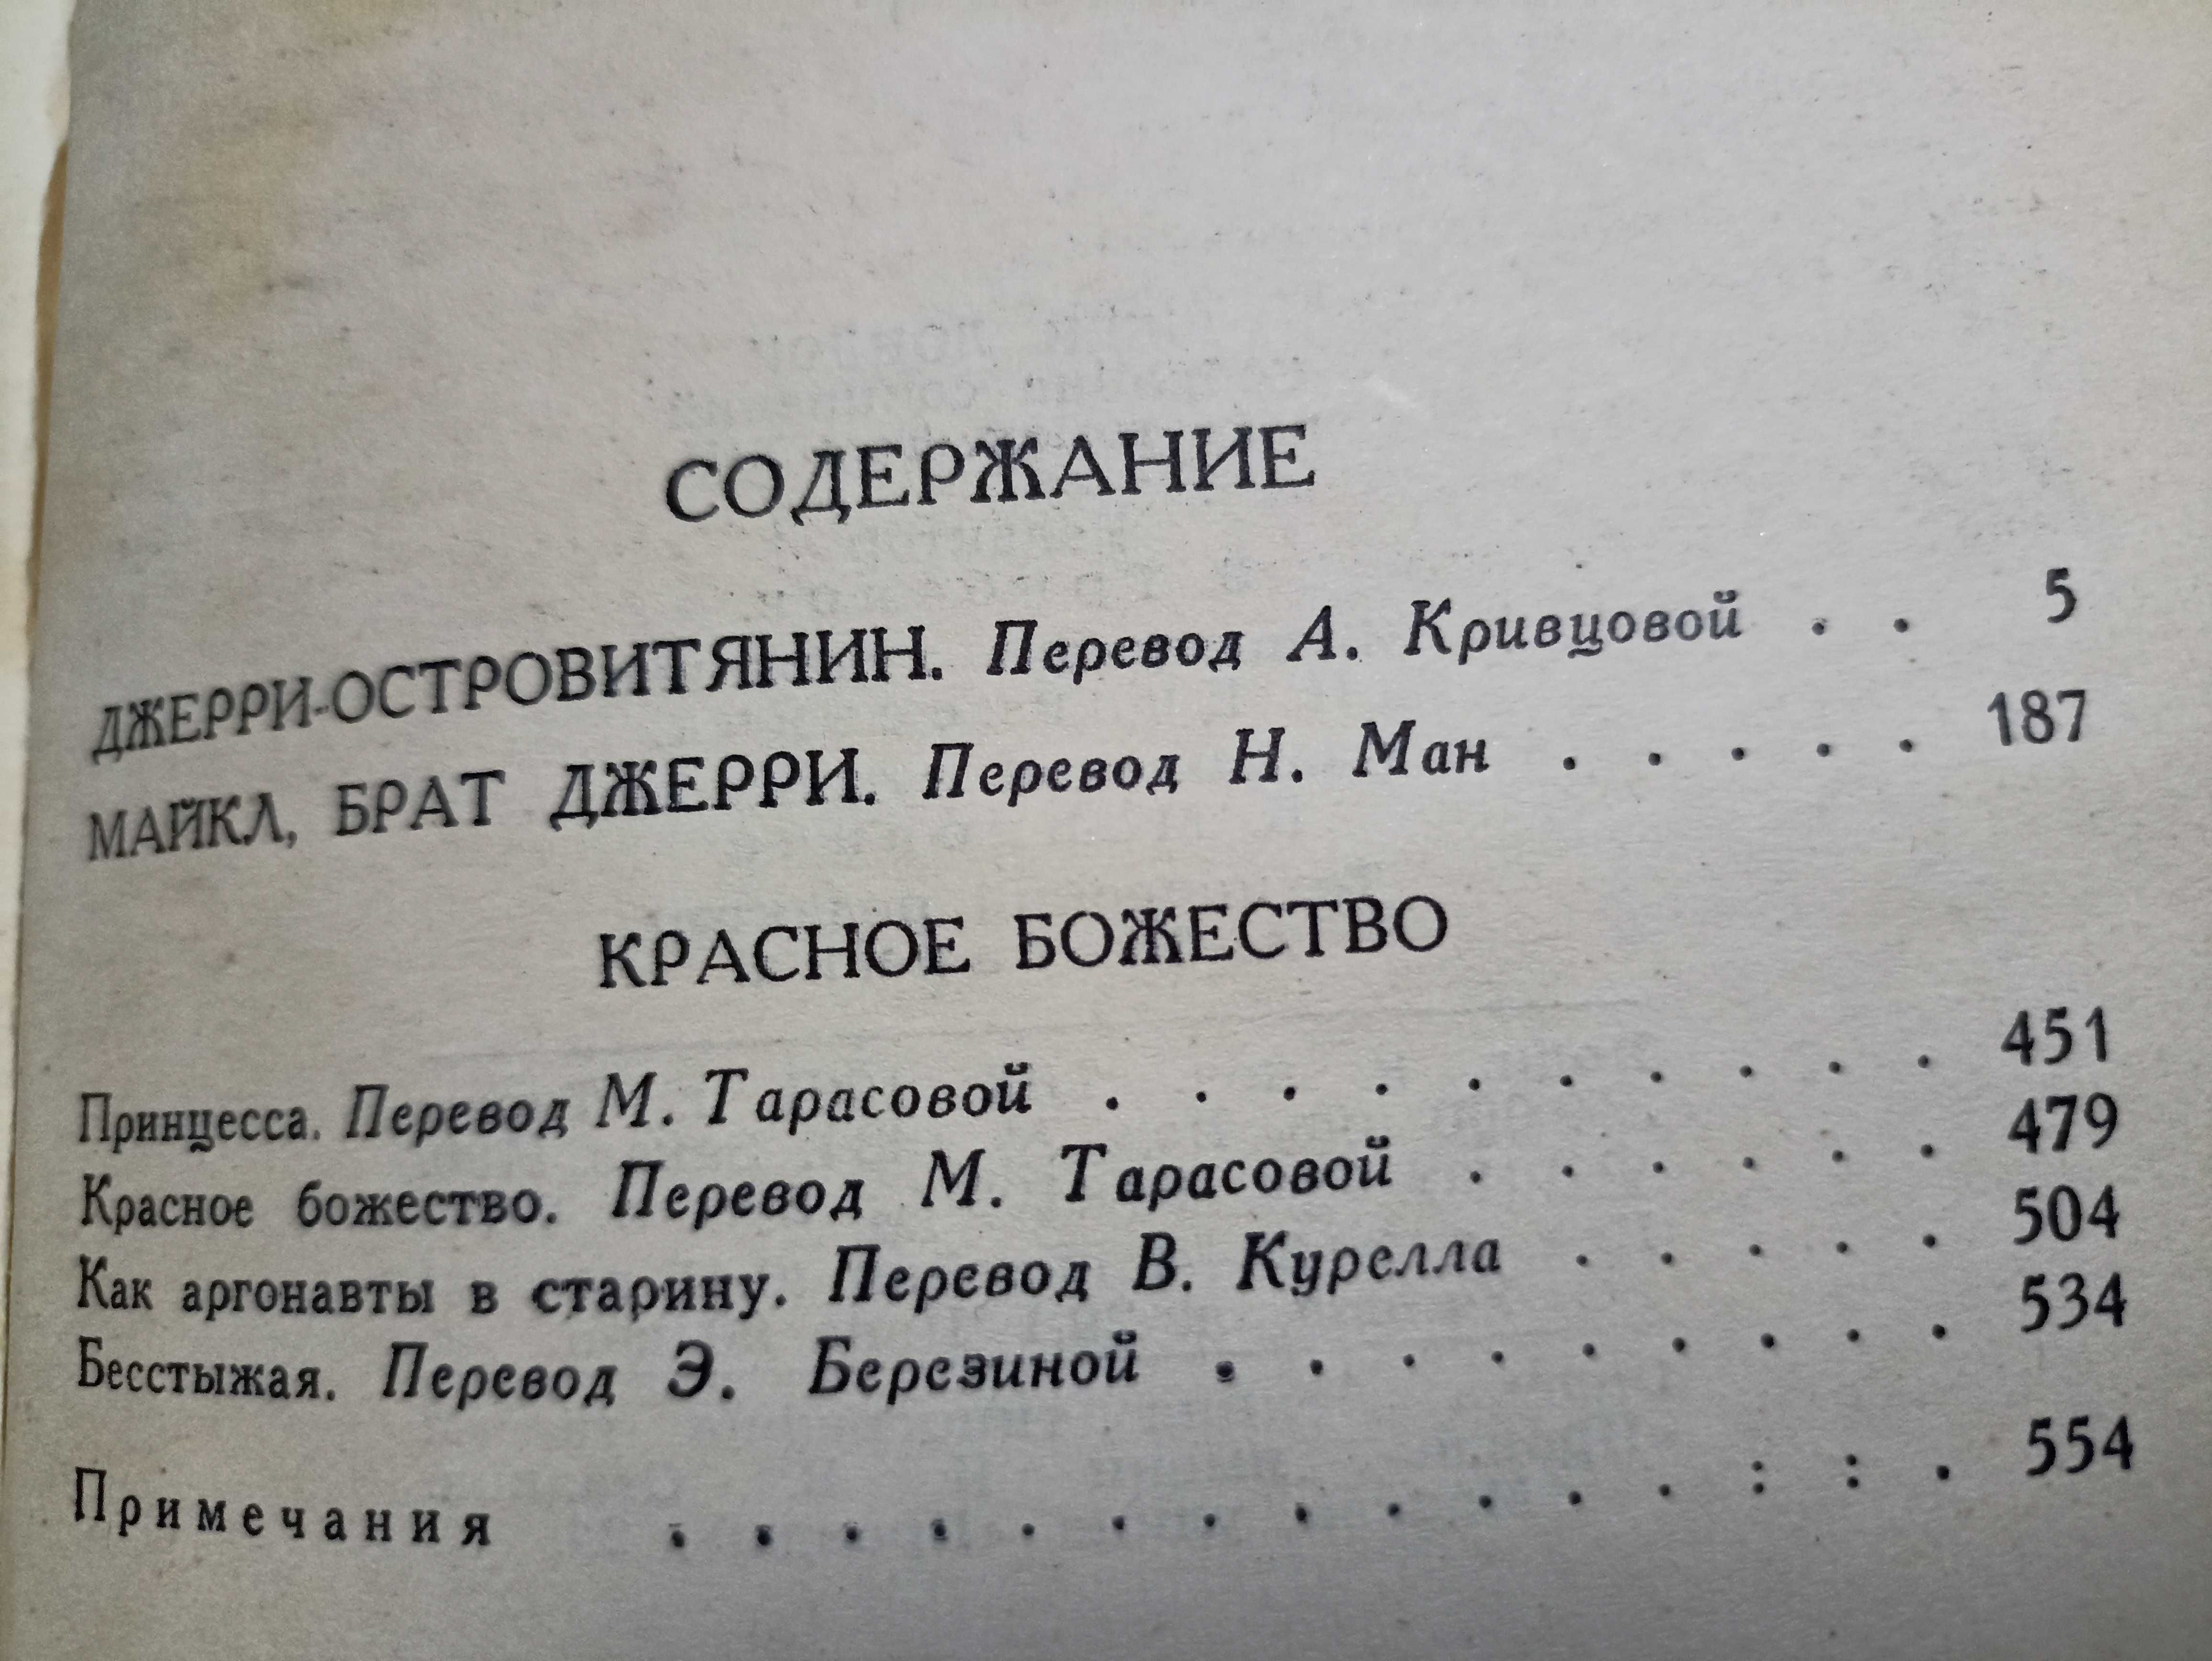 СОДЕРЖАНИЕ
ДЖЕРРИ-ОСТРОВИТЯНИН. Перевод А. Кривцовой . . 5
МАЙКЛ, БРАТ ДЖЕРРИ. Перевод Н. Ман . . . . . 187
КРАСНОЕ БОЖЕСТВО
Принцесса. Перевод М. Тарасовой . . . . . . . . . . 451
Красное божество. Перевод М. Тарасовой . . . . . . 479
Как аргонавты в старину. Перевод В. Курелла . . . . . 504
Бесстыжая. Перевод Э. Березиной . . . . . . . . . 534
Примечания . . . . . . . . . . . . : : . 554